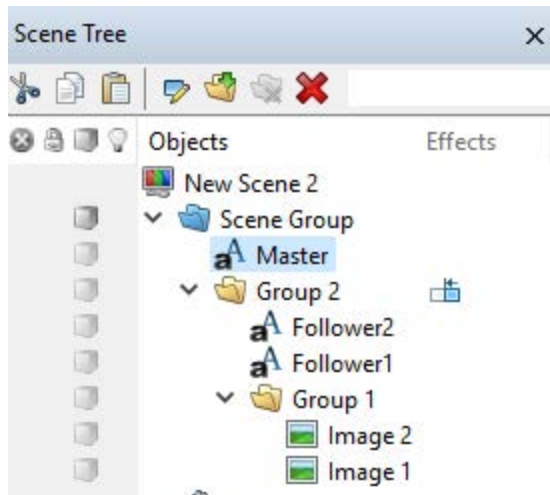 Scene Tree
Objects Effects
New Scene 2
Scene Group
Master
Group 2
Follower2
Follower1
Group 1
Image 2
Image 1